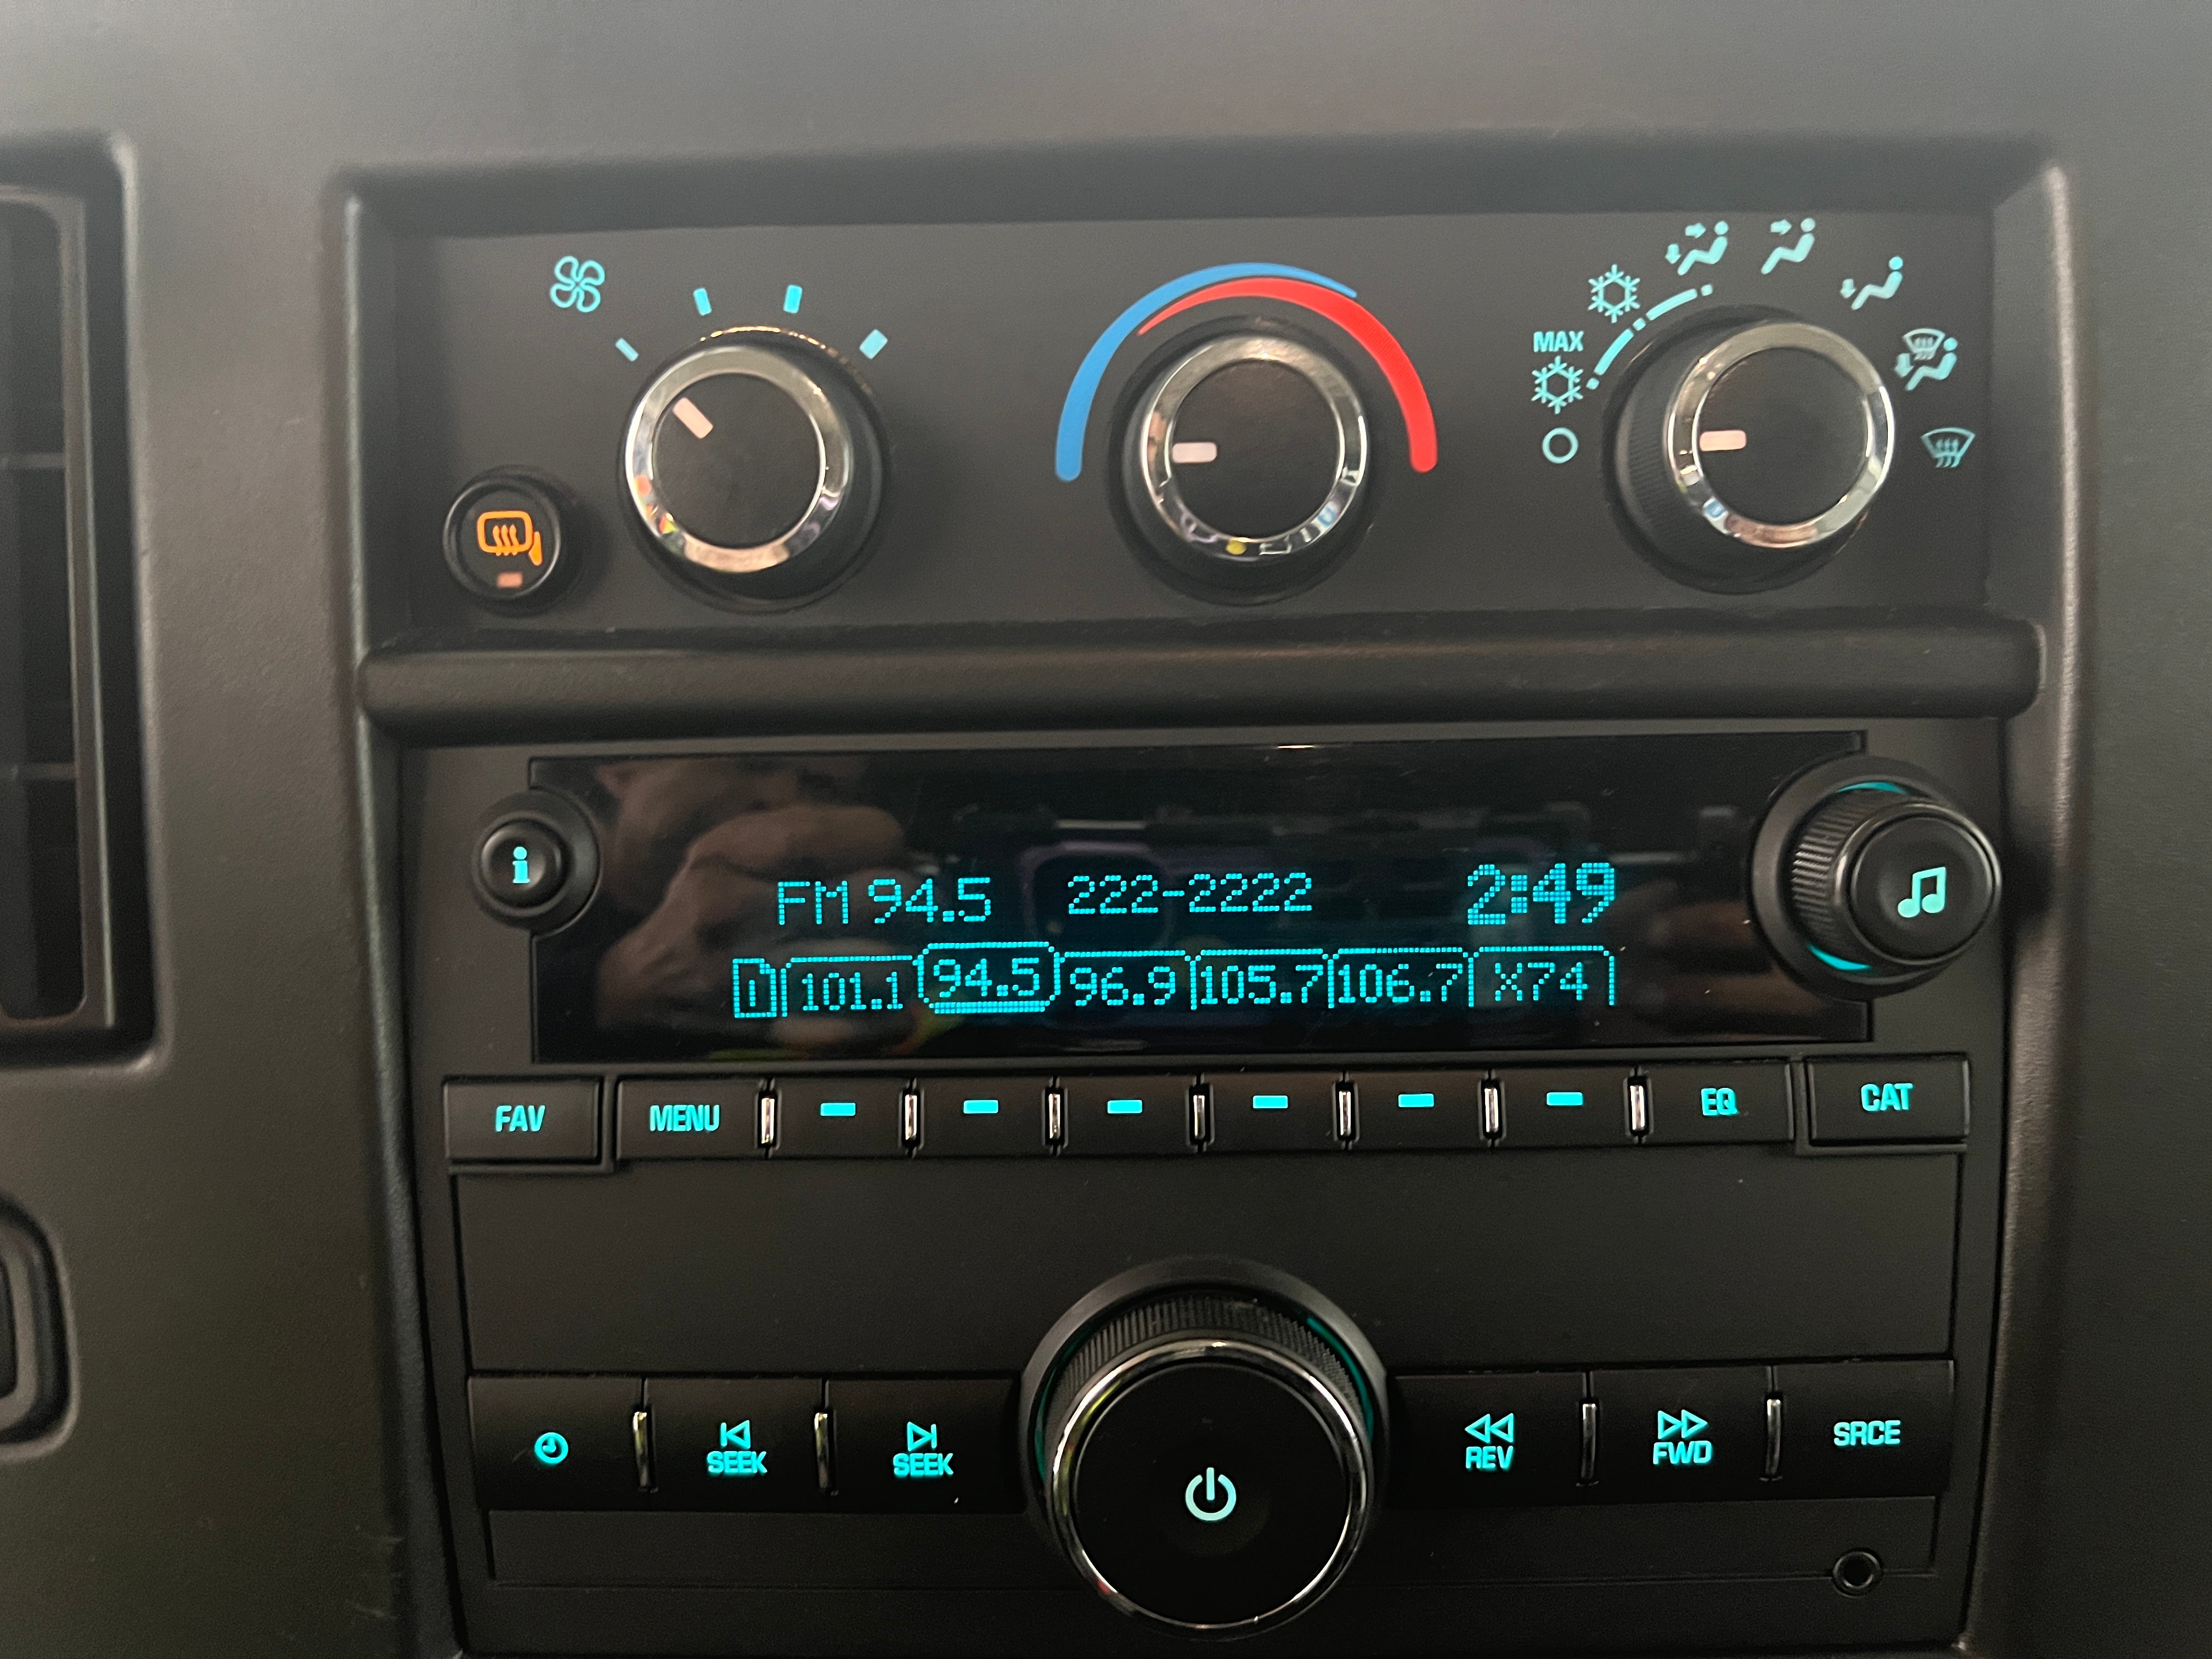 MAX
i
FM 94.5 222-2222 2:49
1 101.1 94.5 96.9 105.7 106.7 X74
FAV MENU EQ CAT
SEEK SEEK REV FWD SRCE